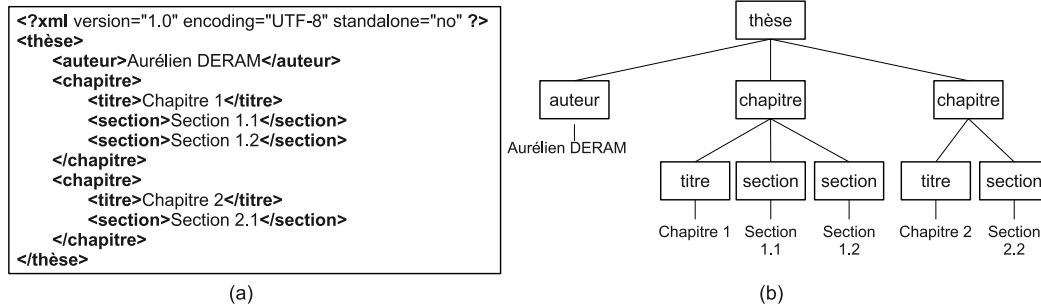 <?xml version="1.0" encoding="UTF-8" standalone="no" ?>
<thèse>
<auteur>Aurélien DERAM</auteur>
<chapitre>
<titre>Chapitre 1</titre>
<section>Section 1.1</section>
<section>Section 1.2</section>
</chapitre>
<chapitre>
<titre>Chapitre 2</titre>
<section>Section 2.1</section>
</chapitre>
</thèse>
(a)
thèse
auteur chapitre chapitre
Aurélien DERAM
titre section section titre section
Chapitre 1 Section Section Chapitre 2 Section
1.1 1.2 2.2
(b)